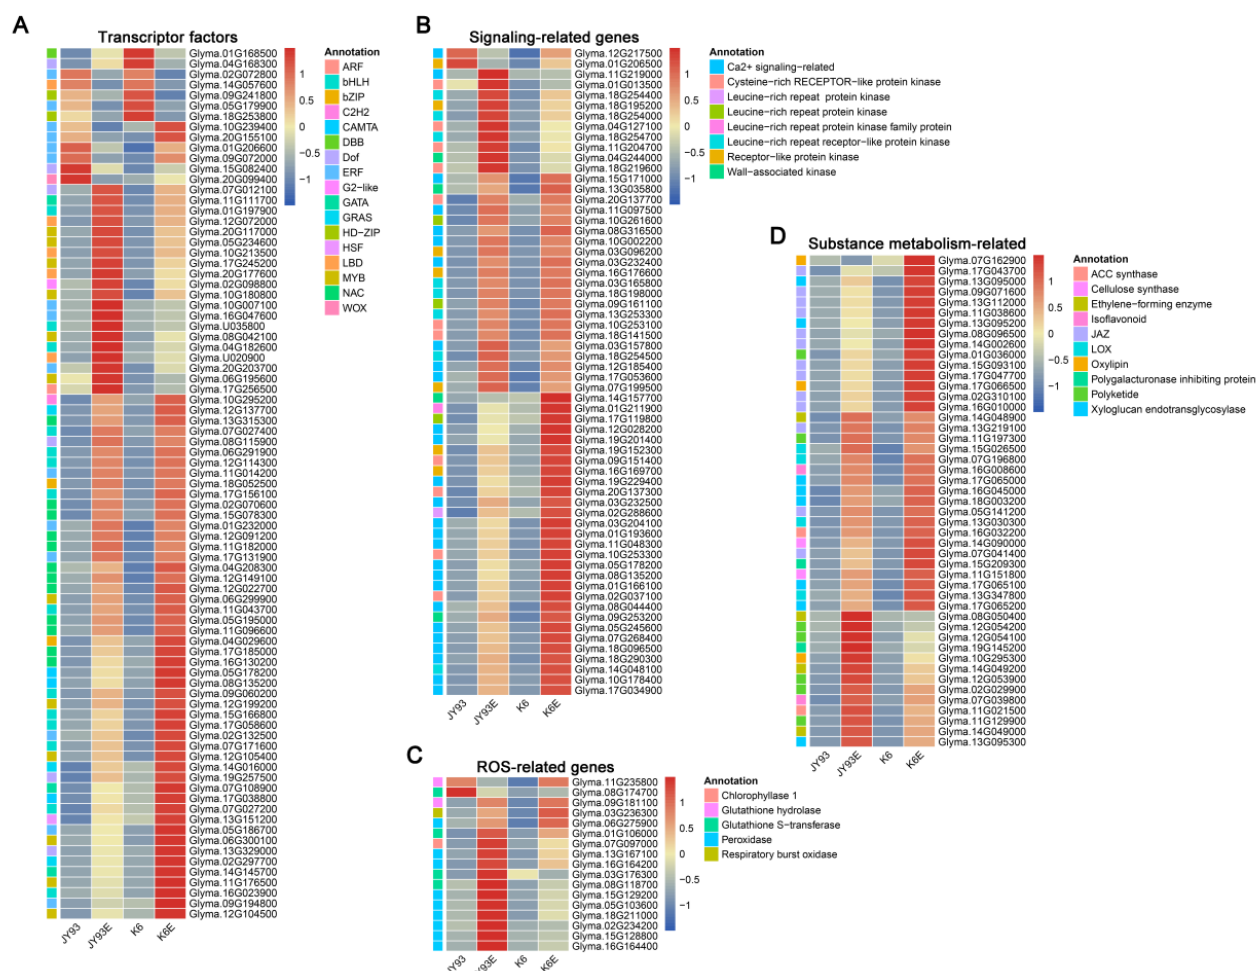 A
Transcriptor factors
Glyma.01G168500
Glyma.04G168300
Glyma.02G072800
Glyma.14G057600
Glyma.09G241800
Glyma.05G179900
Glyma.18G253800
Glyma.10G239400
Glyma.20G155100
Glyma.01G206600
Glyma.09G072000
Glyma.15G082400
Glyma.20G099400
Glyma.07G012100
Glyma.11G111700
Glyma.01G197900
Glyma.12G072000
Glyma.20G117000
Glyma.05G234600
Glyma.10G213500
Glyma.17G245200
Glyma.20G177600
Glyma.02G098800
Glyma.10G180800
Glyma.10G007100
Glyma.16G047600
Glyma.U035800
Glyma.08G042100
Glyma.04G182600
Glyma.U020900
Glyma.20G203700
Glyma.06G195600
Glyma.17G256500
Glyma.10G295200
Glyma.12G137700
Glyma.13G315300
Glyma.07G027400
Glyma.08G115900
Glyma.06G291900
Glyma.12G114300
Glyma.11G014200
Glyma.18G052500
Glyma.17G156100
Glyma.02G070600
Glyma.15G078300
Glyma.01G232000
Glyma.12G091200
Glyma.11G182000
Glyma.17G131900
Glyma.04G208300
Glyma.12G149100
Glyma.12G022700
Glyma.06G299900
Glyma.11G043700
Glyma.05G195000
Glyma.11G096600
Glyma.04G029600
Glyma.17G185000
Glyma.16G130200
Glyma.05G178200
Glyma.08G135200
Glyma.09G060200
Glyma.12G199200
Glyma.15G166800
Glyma.17G058600
Glyma.02G132500
Glyma.07G171600
Glyma.12G105400
Glyma.14G016000
Glyma.19G257500
Glyma.07G108900
Glyma.17G038800
Glyma.07G027200
Glyma.13G151200
Glyma.05G186700
Glyma.06G300100
Glyma.13G329000
Glyma.02G297700
Glyma.14G145700
Glyma.11G176500
Glyma.16G023900
Glyma.09G194800
Glyma.12G104500
JY93
JY93E
K6
K6E
1
0.5
0
−0.5
−1
Annotation
ARF
bHLH
bZIP
C2H2
CAMTA
DBB
Dof
ERF
G2−like
GATA
GRAS
HD−ZIP
HSF
LBD
MYB
NAC
WOX
B
Signaling-related genes
Glyma.12G217500
Glyma.01G206500
Glyma.11G219000
Glyma.01G013500
Glyma.18G254400
Glyma.18G195200
Glyma.18G254000
Glyma.04G127100
Glyma.18G254700
Glyma.11G204700
Glyma.04G244000
Glyma.18G219600
Glyma.15G171000
Glyma.13G035800
Glyma.20G137700
Glyma.11G097500
Glyma.10G261600
Glyma.08G316500
Glyma.10G002200
Glyma.03G096200
Glyma.03G232400
Glyma.16G176600
Glyma.03G165800
Glyma.18G198000
Glyma.09G161100
Glyma.13G253300
Glyma.10G253100
Glyma.18G141500
Glyma.03G157800
Glyma.18G254500
Glyma.12G185400
Glyma.17G053600
Glyma.07G199500
Glyma.14G157700
Glyma.01G211900
Glyma.17G119800
Glyma.12G028200
Glyma.19G201400
Glyma.19G152300
Glyma.09G151400
Glyma.16G169700
Glyma.19G229400
Glyma.20G137300
Glyma.03G232500
Glyma.02G288600
Glyma.03G204100
Glyma.01G193600
Glyma.11G048300
Glyma.10G253300
Glyma.05G178200
Glyma.08G135200
Glyma.01G166100
Glyma.02G037100
Glyma.08G044400
Glyma.09G253200
Glyma.05G245600
Glyma.07G268400
Glyma.18G096500
Glyma.18G290300
Glyma.14G048100
Glyma.10G178400
Glyma.17G034900
JY93
JY93E
K6
K6E
1
0.5
0
−0.5
−1
Annotation
Ca2+ signaling−related
Cysteine−rich RECEPTOR−like protein kinase
Leucine−rich repeat protein kinase
Leucine−rich repeat protein kinase
Leucine−rich repeat protein kinase family protein
Leucine−rich repeat receptor−like protein kinase
Receptor−like protein kinase
Wall−associated kinase
C
ROS-related genes
Glyma.11G235800
Glyma.08G174700
Glyma.09G181100
Glyma.03G236300
Glyma.06G275900
Glyma.01G106000
Glyma.07G097000
Glyma.13G167100
Glyma.16G164200
Glyma.03G176300
Glyma.08G118700
Glyma.15G129200
Glyma.05G103600
Glyma.18G211000
Glyma.02G234200
Glyma.15G128800
Glyma.16G164400
JY93
JY93E
K6
K6E
1
0.5
0
−0.5
−1
Annotation
Chlorophyllase 1
Glutathione hydrolase
Glutathione S−transferase
Peroxidase
Respiratory burst oxidase
D
Substance metabolism-related
Glyma.07G162900
Glyma.17G043700
Glyma.13G095000
Glyma.09G071600
Glyma.13G112000
Glyma.11G038600
Glyma.13G095200
Glyma.08G096500
Glyma.14G002600
Glyma.01G036000
Glyma.15G093100
Glyma.17G047700
Glyma.17G066500
Glyma.02G310100
Glyma.16G010000
Glyma.14G048900
Glyma.13G219100
Glyma.11G197300
Glyma.15G026500
Glyma.07G196800
Glyma.16G008600
Glyma.17G065000
Glyma.16G045000
Glyma.18G003200
Glyma.05G141200
Glyma.13G030300
Glyma.16G032200
Glyma.14G090000
Glyma.07G041400
Glyma.15G209300
Glyma.11G151800
Glyma.17G065100
Glyma.13G347800
Glyma.17G065200
Glyma.08G050400
Glyma.12G054200
Glyma.12G054100
Glyma.19G145200
Glyma.10G295300
Glyma.14G049200
Glyma.12G053900
Glyma.02G029900
Glyma.07G039800
Glyma.11G021500
Glyma.11G129900
Glyma.14G049000
Glyma.13G095300
JY93
JY93E
K6
K6E
1
0.5
0
−0.5
−1
Annotation
ACC synthase
Cellulose synthase
Ethylene−forming enzyme
Isoflavonoid
JAZ
LOX
Oxylipin
Polygalacturonase inhibiting protein
Polyketide
Xyloglucan endotransglycosylase